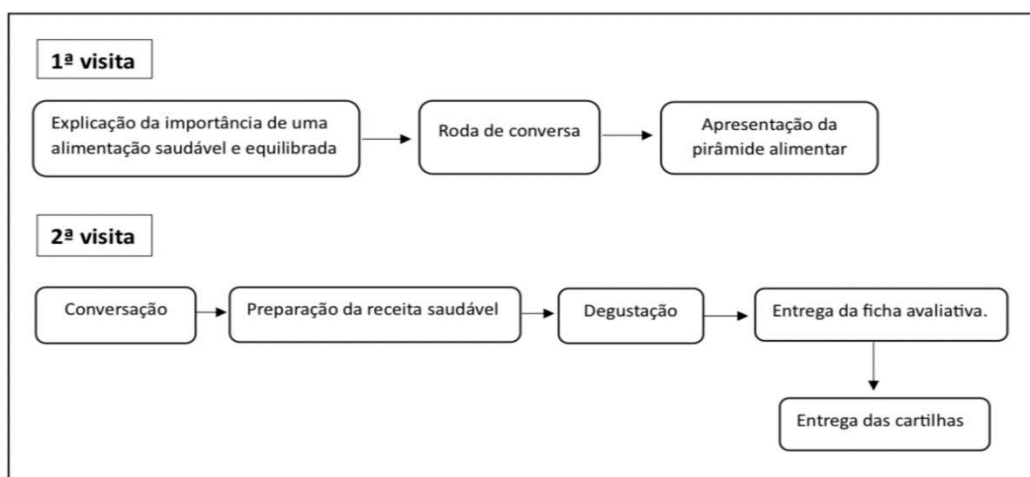 1ª visita
Explicação da importância de uma
alimentação saudável e equilibrada
Roda de conversa
Apresentação da
pirâmide alimentar
2ª visita
Conversação
Preparação da receita saudável
Degustação
Entrega da ficha avaliativa.
Entrega das cartilhas